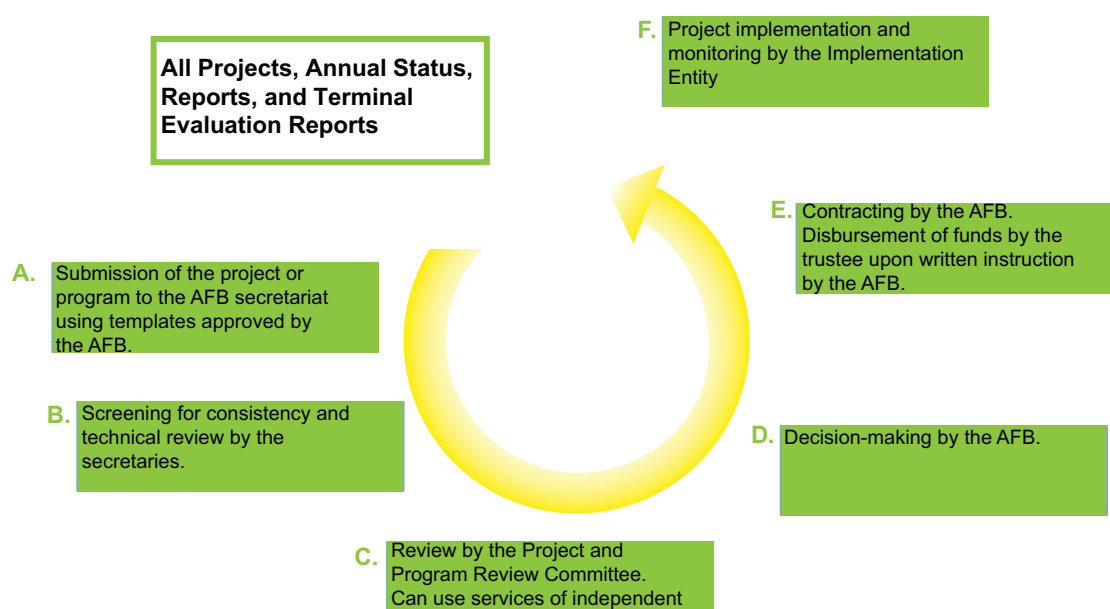 All Projects, Annual Status,
Reports, and Terminal
Evaluation Reports
A. Submission of the project or
program to the AFB secretariat
using templates approved by
the AFB.
B. Screening for consistency and
technical review by the
secretaries.
C. Review by the Project and
Program Review Committee.
Can use services of independent
D. Decision-making by the AFB.
E. Contracting by the AFB.
Disbursement of funds by the
trustee upon written instruction
by the AFB.
F. Project implementation and
monitoring by the Implementation
Entity